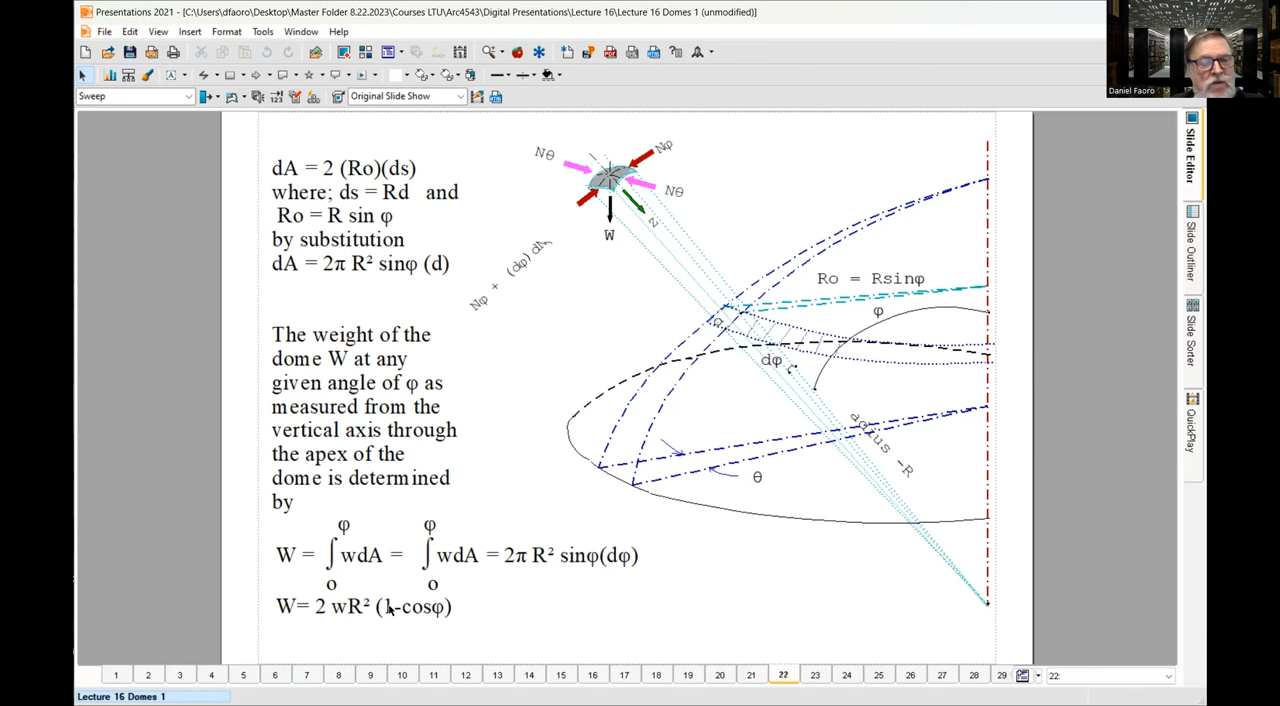 Presentations 2021 - [C:\Users\dfaoro\Desktop\Master Folder 8.22.2023\Courses LTU\Arc4543\Digital Presentations\Lecture 16\Lecture 16 Domes 1 (unmodified)]
File Edit View Insert Format Tools Window Help
Sweep
Original Slide Show
Daniel Faoro
dA = 2 (Ro)(ds)
where; ds = Rd and
Ro = R sin φ
by substitution
dA = 2π R² sinφ (d)
The weight of the
dome W at any
given angle of φ as
measured from the
vertical axis through
the apex of the
dome is determined
by
φ φ
W = ∫wdA = ∫wdA = 2π R² sinφ(dφ)
o o
W= 2 wR² (1-cosφ)
Nθ
Nφ
Nθ
z
W
Nφ + (dφ)dN
Ro = Rsinφ
φ
dφ
adius -R
θ
Slide Editor
Slide Outliner
Slide Sorter
QuickPlay
1 2 3 4 5 6 7 8 9 10 11 12 13 14 15 16 17 18 19 20 21 22 23 24 25 26 27 28 29
22:
Lecture 16 Domes 1